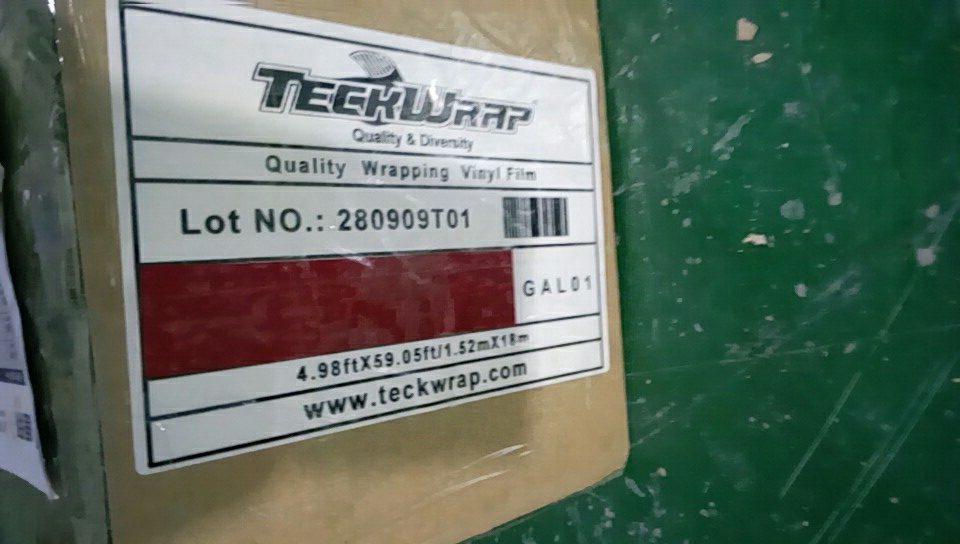 TECKWRAP
Quality & Diversity
Quality Wrapping Vinyl Film
Lot NO.: 280909T01
GAL01
4.98ftX59.05ft/1.52mX18m
www.teckwrap.com